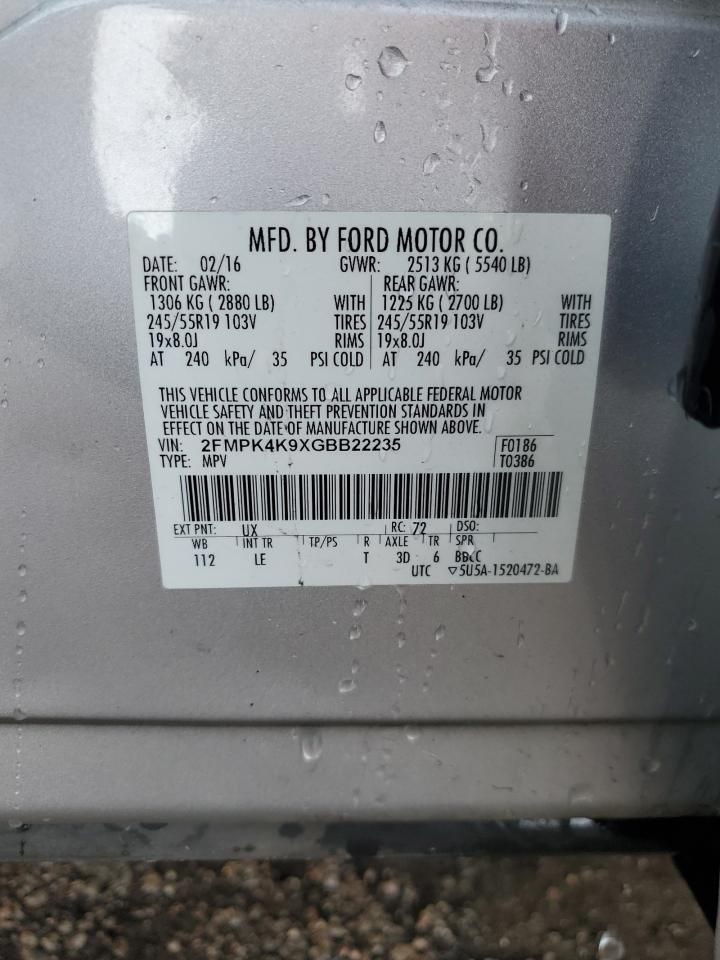 MFD. BY FORD MOTOR CO.
DATE: 02/16 GVWR: 2513 KG ( 5540 LB)
FRONT GAWR: REAR GAWR:
1306 KG ( 2880 LB) WITH 1225 KG ( 2700 LB) WITH
245/55R19 103V TIRES 245/55R19 103V TIRES
19x8.0J RIMS 19x8.0J RIMS
AT 240 kPa/ 35 PSI COLD AT 240 kPa/ 35 PSI COLD
THIS VEHICLE CONFORMS TO ALL APPLICABLE FEDERAL MOTOR
VEHICLE SAFETY AND THEFT PREVENTION STANDARDS IN
EFFECT ON THE DATE OF MANUFACTURE SHOWN ABOVE.
VIN: 2FMPK4K9XGBB22235 F0186
TYPE: MPV T0386
EXT PNT: UX RC: 72 DSO:
WB INT TR TP/PS R AXLE TR SPR
112 LE T 3D 6 BBCC
UTC ▽5U5A-1520472-BA